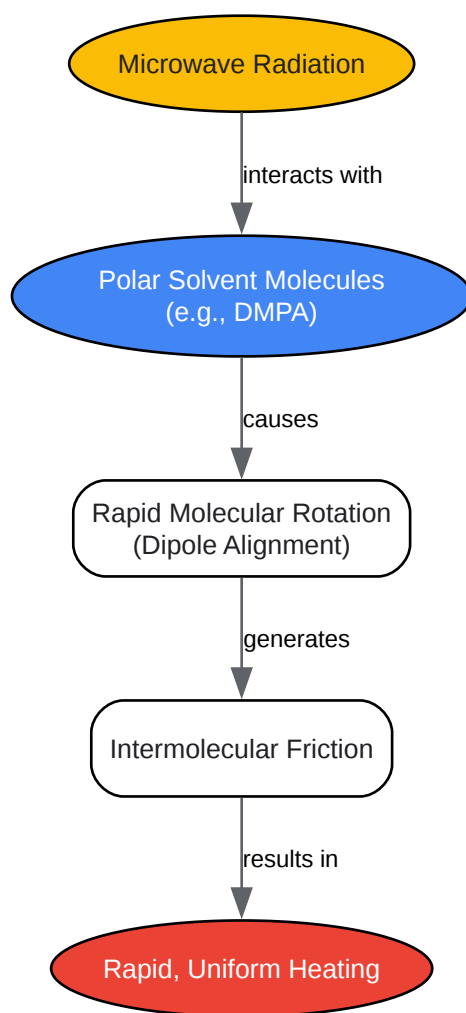 Microwave Radiation
interacts with
Polar Solvent Molecules
(e.g., DMPA)
causes
Rapid Molecular Rotation
(Dipole Alignment)
generates
Intermolecular Friction
results in
Rapid, Uniform Heating